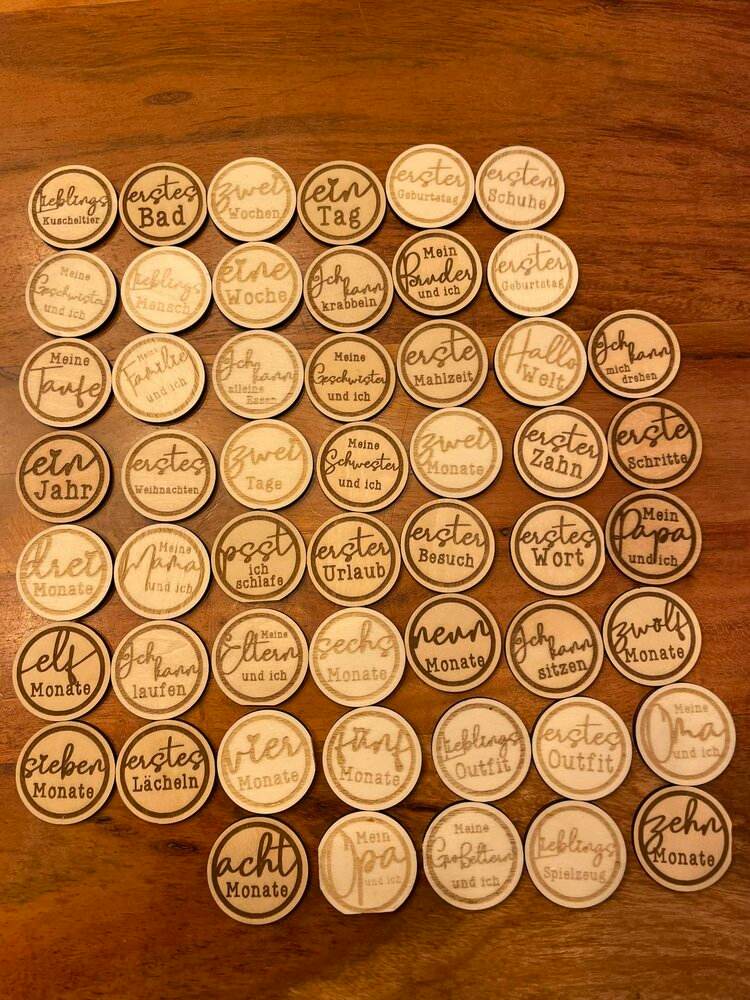 Lieblings
Kuscheltier
erstes
Bad
zwei
Wochen
ein
Tag
erster
Geburtstag
ersten
Schuhe
Meine
Geschwister
und ich
Lieblings
Mensch
eine
Woche
Ich
kann
krabbeln
Mein
Bruder
und ich
erster
Geburtstag
Meine
Taufe
Meine
Familie
und ich
Ich
kann
alleine
Essen
Meine
Geschwister
und ich
erste
Mahlzeit
Hallo
Welt
Ich
kann
mich
drehen
ein
Jahr
erstes
Weihnachten
zwei
Tage
Meine
Schwester
und ich
zwei
Monate
erster
Zahn
erste
Schritte
drei
Monate
Meine
Mama
und ich
psst
ich
schlafe
erster
Urlaub
erster
Besuch
erstes
Wort
Mein
Papa
und ich
elf
Monate
Ich
kann
laufen
Meine
Eltern
und ich
sechs
Monate
neun
Monate
Ich
kann
sitzen
zwölf
Monate
sieben
Monate
erstes
Lächeln
vier
Monate
fünf
Monate
Lieblings
Outfit
erstes
Outfit
Meine
Oma
und ich
acht
Monate
Mein
Opa
und ich
Meine
Großeltern
und ich
Lieblings
Spielzeug
zehn
Monate